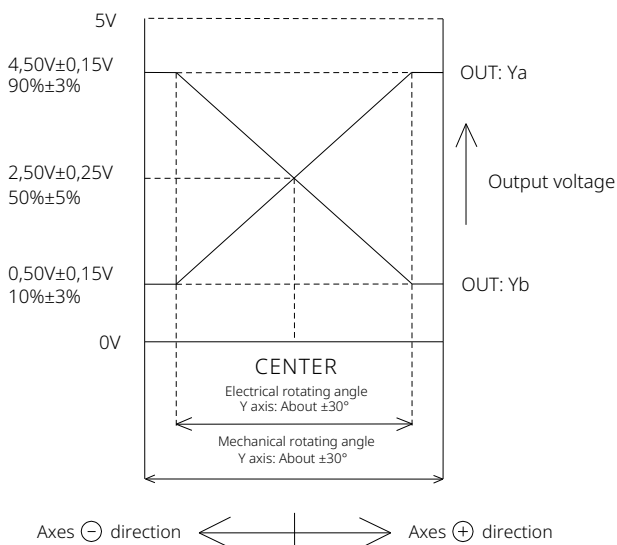 5V
4,50V±0,15V
90%±3%
OUT: Ya
2,50V±0,25V
50%±5%
Output voltage
0,50V±0,15V
10%±3%
OUT: Yb
0V
CENTER
Electrical rotating angle
Y axis: About ±30°
Mechanical rotating angle
Y axis: About ±30°
Axes ⊖ direction
Axes ⊕ direction